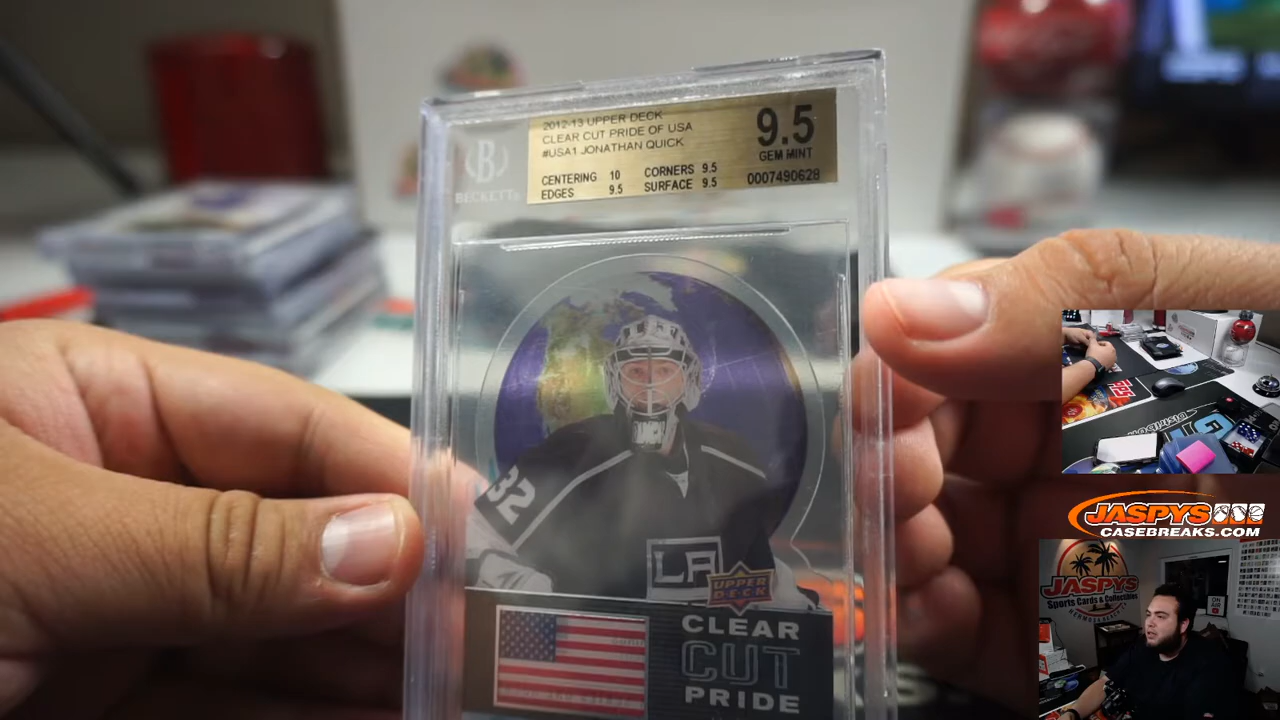 2012-13 UPPER DECK
CLEAR CUT PRIDE OF USA
#USA1 JONATHAN QUICK
CENTERING 10 CORNERS 9.5
EDGES 9.5 SURFACE 9.5
9.5
GEM MINT
0007490628
B
BECKETT
32
LA
UPPER
DECK
CLEAR
CUT
PRIDE
JASPYS
CASEBREAKS.COM
JASPYS
Sports Cards & Collectibles